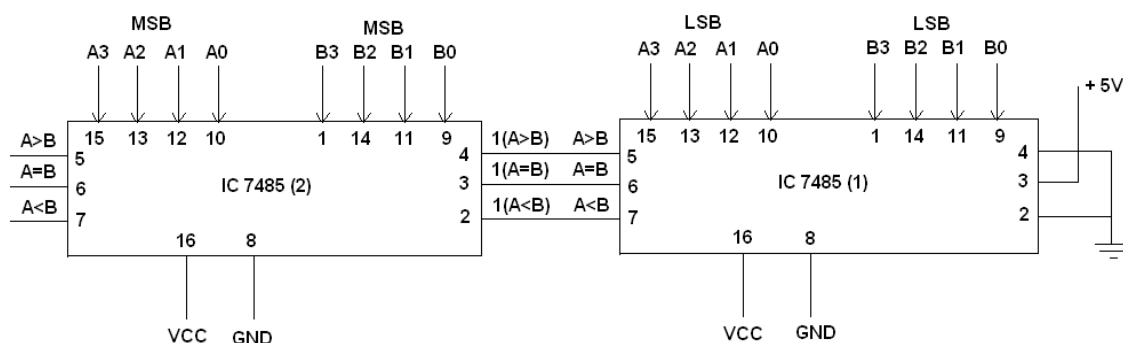 MSB MSB LSB LSB
A3 A2 A1 A0 B3 B2 B1 B0 A3 A2 A1 A0 B3 B2 B1 B0
+ 5V
15 13 12 10 1 14 11 9 15 13 12 10 1 14 11 9
A>B 5 4 1(A>B) A>B 5 4
A=B 6 IC 7485 (2) 3 1(A=B) A=B 6 IC 7485 (1) 3
A<B 7 2 1(A<B) A<B 7 2
16 8 16 8
VCC GND VCC GND